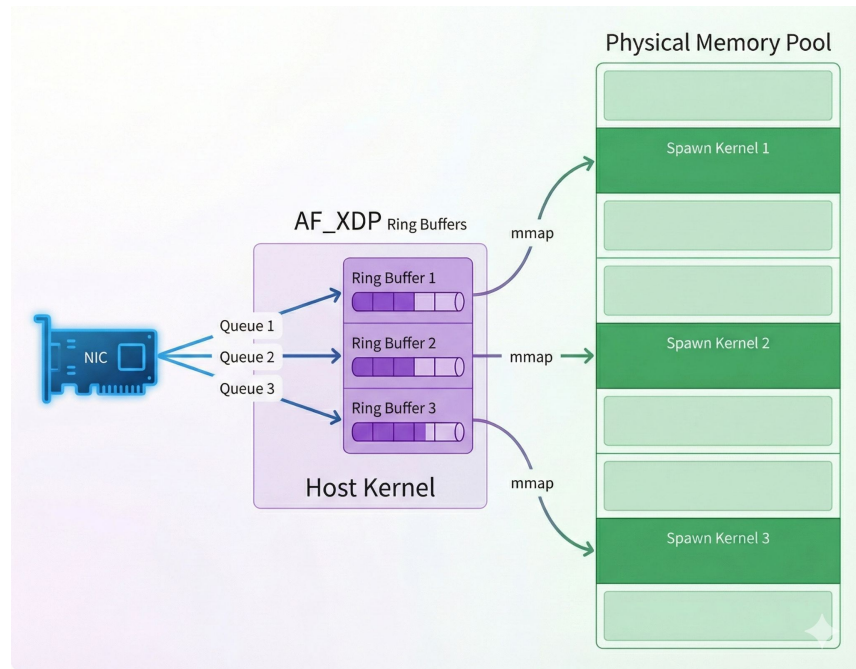 Physical Memory Pool
Spawn Kernel 1
AF_XDP Ring Buffers
mmap
Ring Buffer 1
Queue 1
NIC
Queue 2
Ring Buffer 2
mmap
Spawn Kernel 2
Queue 3
Ring Buffer 3
Host Kernel
mmap
Spawn Kernel 3